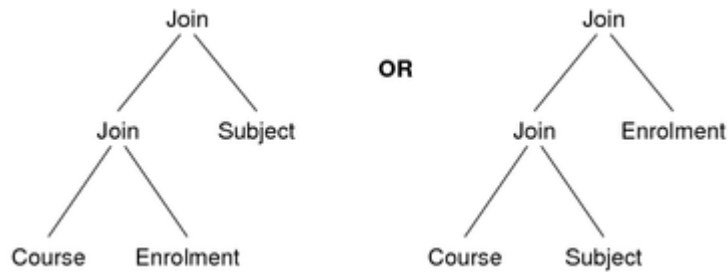 Join
Join
OR
Join
Subject
Join
Enrolment
Course
Enrolment
Course
Subject